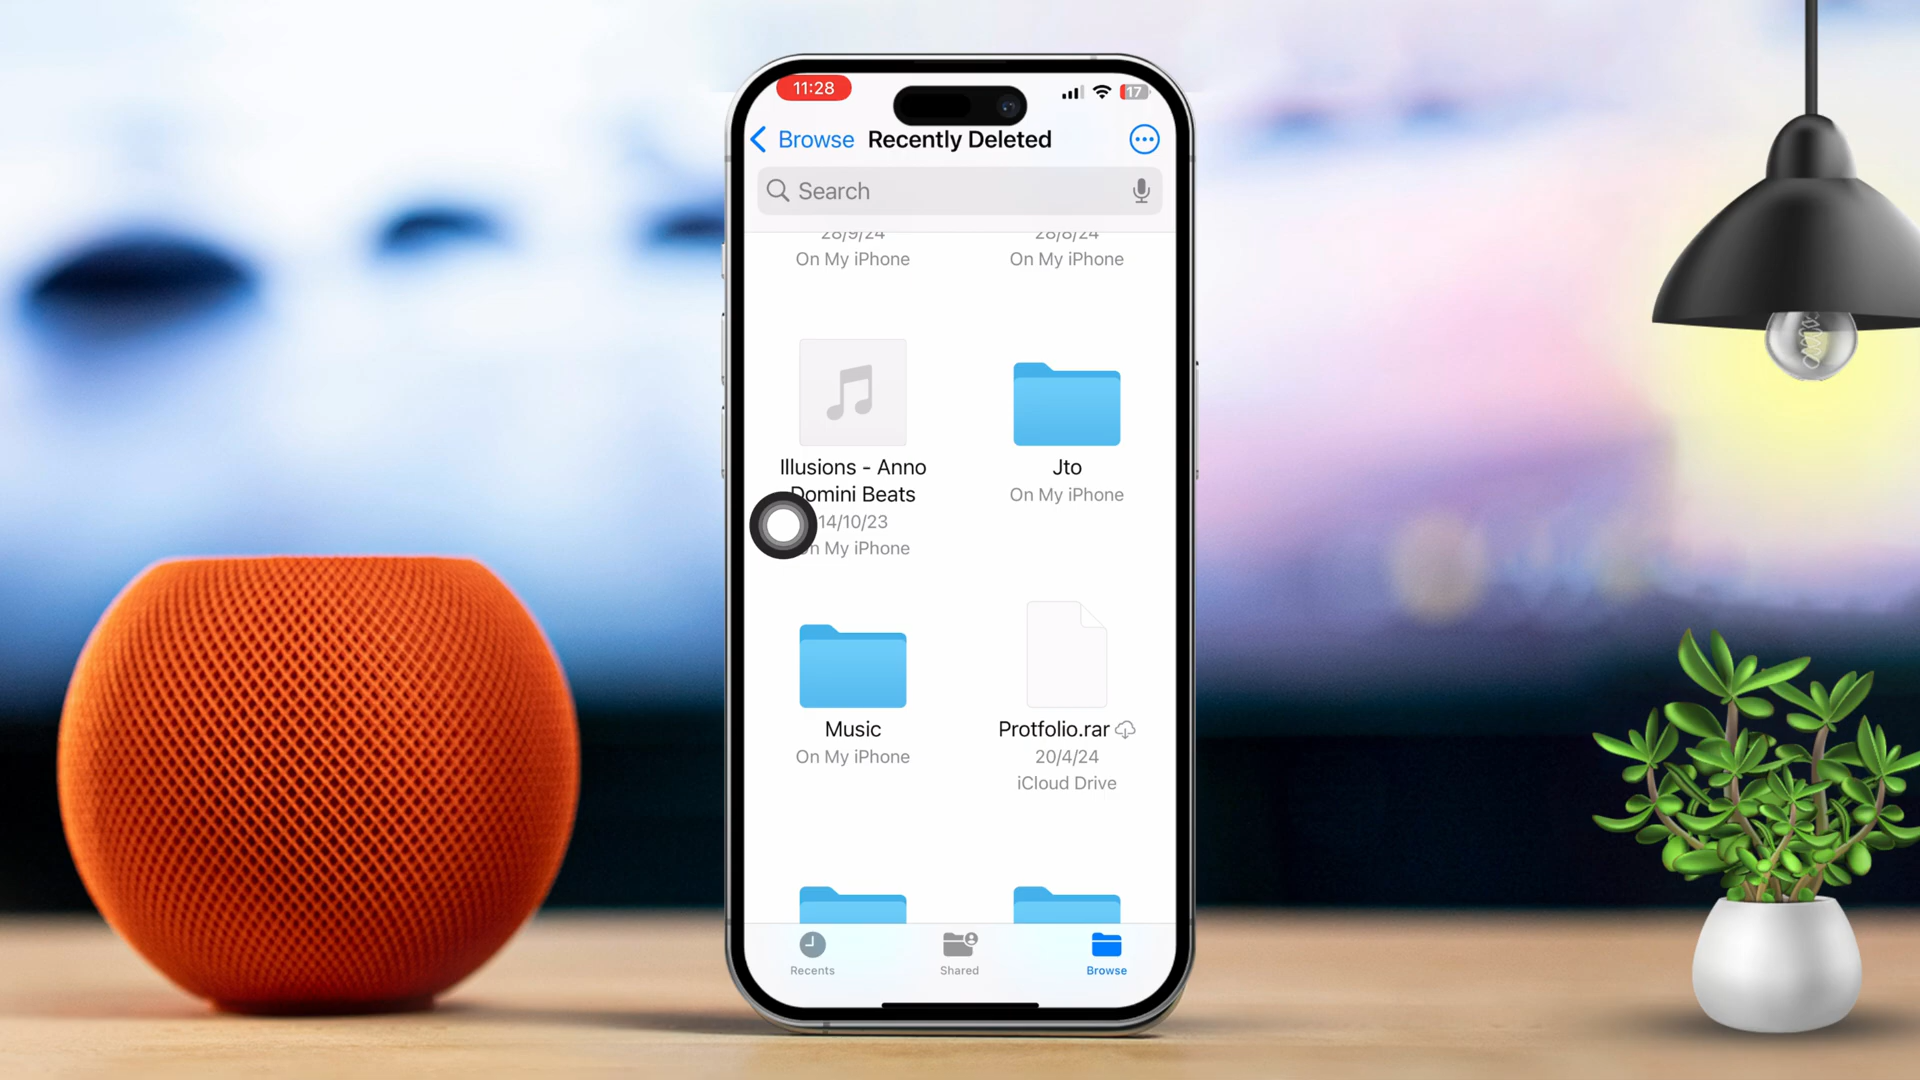 11:28
17
Browse Recently Deleted
Search
28/9/24 28/8/24
On My iPhone On My iPhone
Illusions - Anno
Domini Beats
14/10/23
On My iPhone
Jto
On My iPhone
Music
On My iPhone
Protfolio.rar
20/4/24
iCloud Drive
Recents Shared Browse